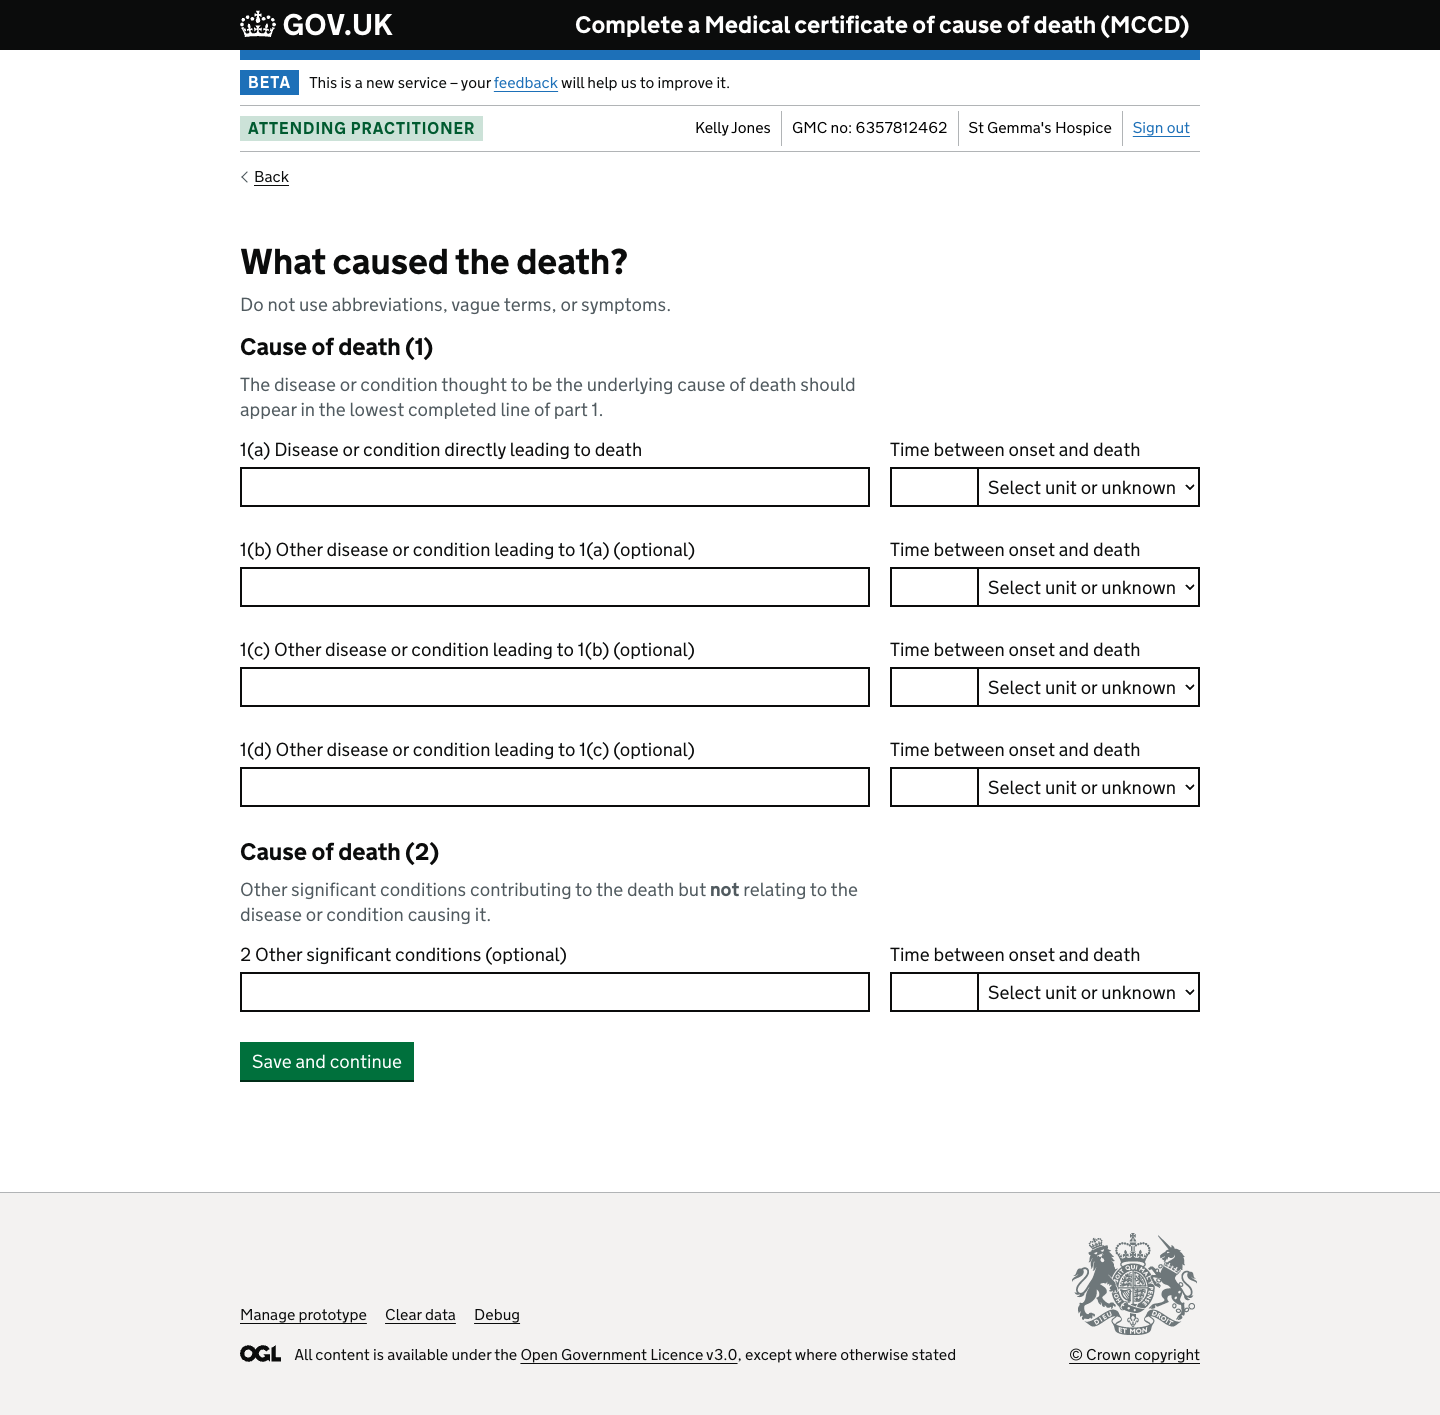 GOV.UK
Complete a Medical certificate of cause of death (MCCD)
BETA This is a new service – your feedback will help us to improve it.
ATTENDING PRACTITIONER
Kelly Jones
GMC no: 6357812462
St Gemma's Hospice
Sign out
Back
What caused the death?
Do not use abbreviations, vague terms, or symptoms.
Cause of death (1)
The disease or condition thought to be the underlying cause of death should
appear in the lowest completed line of part 1.
1(a) Disease or condition directly leading to death
Time between onset and death
Select unit or unknown
1(b) Other disease or condition leading to 1(a) (optional)
Time between onset and death
Select unit or unknown
1(c) Other disease or condition leading to 1(b) (optional)
Time between onset and death
Select unit or unknown
1(d) Other disease or condition leading to 1(c) (optional)
Time between onset and death
Select unit or unknown
Cause of death (2)
Other significant conditions contributing to the death but not relating to the
disease or condition causing it.
2 Other significant conditions (optional)
Time between onset and death
Select unit or unknown
Save and continue
Manage prototype
Clear data
Debug
OGL All content is available under the Open Government Licence v3.0, except where otherwise stated
DIEU ET MON DROIT
© Crown copyright